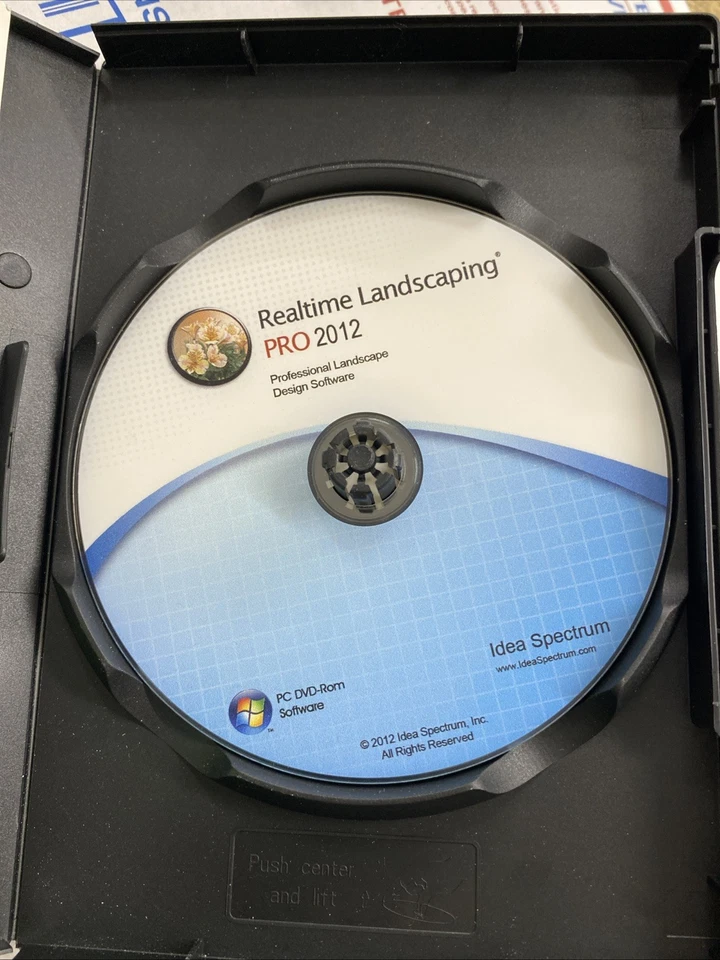 Realtime Landscaping®
PRO 2012
Professional Landscape
Design Software
Idea Spectrum
www.IdeaSpectrum.com
PC DVD-Rom
Software
TM
© 2012 Idea Spectrum, Inc.
All Rights Reserved
Push center
and lift